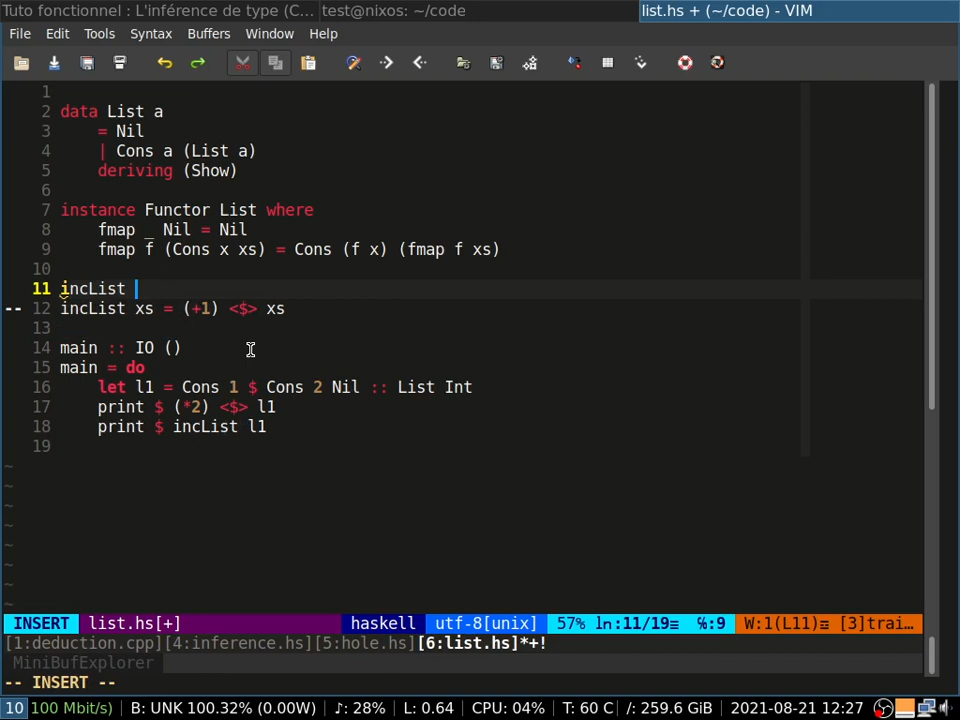 Tuto fonctionnel : L'inférence de type (C... test@nixos: ~/code list.hs + (~/code) - VIM
File Edit Tools Syntax Buffers Window Help
1
2 data List a
3     = Nil
4     | Cons a (List a)
5     deriving (Show)
6
7 instance Functor List where
8     fmap _ Nil = Nil
9     fmap f (Cons x xs) = Cons (f x) (fmap f xs)
10
11 incList
-- 12 incList xs = (+1) <$> xs
13
14 main :: IO ()
15 main = do
16     let l1 = Cons 1 $ Cons 2 Nil :: List Int
17     print $ (*2) <$> l1
18     print $ incList l1
19
~
~
~
~
~
~
~
~
INSERT list.hs[+] haskell utf-8[unix] 57% ln:11/19≡ ℅:9 W:1(L11)≡ [3]trai…
[1:deduction.cpp][4:inference.hs][5:hole.hs][6:list.hs]*+!
MiniBufExplorer
-- INSERT --
10 100 Mbit/s) B: UNK 100.32% (0.00W) ♪: 28% L: 0.64 CPU: 04% T: 60 C /: 259.6 GiB 2021-08-21 12:27